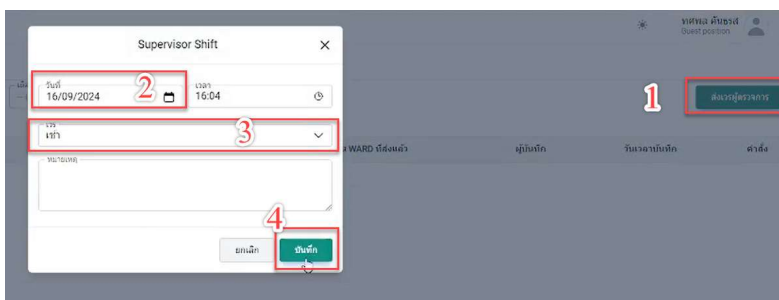 ทศพล คันธรส
Guest position
Supervisor Shift
วันที่
16/09/2024
2
เวลา
16:04
1
ส่งเวรผู้ตรวจการ
เวร
เช้า
3
WARD ที่ส่งแล้ว
ผู้บันทึก
วันเวลาบันทึก
คำสั่ง
หมายเหตุ
4
ยกเลิก
บันทึก